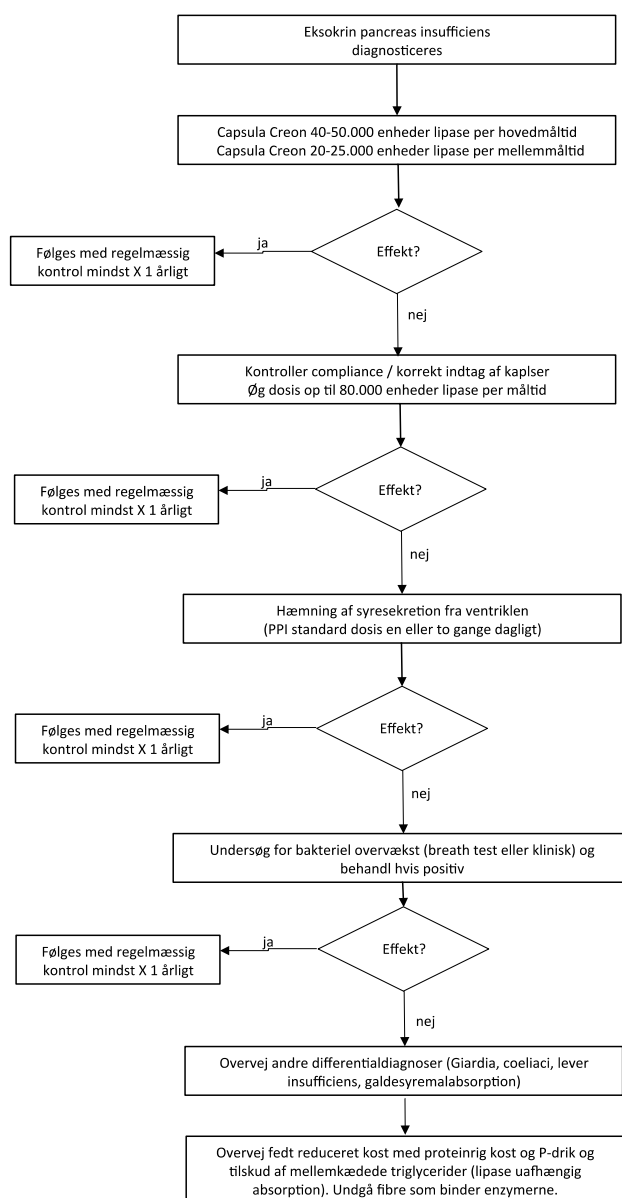 Eksokrin pancreas insufficiens
diagnosticeres
Capsula Creon 40-50.000 enheder lipase per hovedmåltid
Capsula Creon 20-25.000 enheder lipase per mellemmåltid
Effekt?
ja
Følges med regelmæssig
kontrol mindst X 1 årligt
nej
Kontroller compliance / korrekt indtag af kaplser
Øg dosis op til 80.000 enheder lipase per måltid
Effekt?
ja
Følges med regelmæssig
kontrol mindst X 1 årligt
nej
Hæmning af syresekretion fra ventriklen
(PPI standard dosis en eller to gange dagligt)
Effekt?
ja
Følges med regelmæssig
kontrol mindst X 1 årligt
nej
Undersøg for bakteriel overvækst (breath test eller klinisk) og
behandl hvis positiv
Effekt?
ja
Følges med regelmæssig
kontrol mindst X 1 årligt
nej
Overvej andre differentialdiagnoser (Giardia, coeliaci, lever
insufficiens, galdesyremalabsorption)
Overvej fedt reduceret kost med proteinrig kost og P-drik og
tilskud af mellemkædede triglycerider (lipase uafhængig
absorption). Undgå fibre som binder enzymerne.